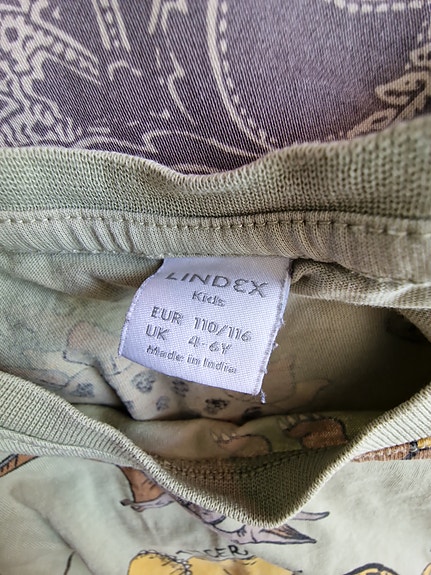 LINDEX
Kids
EUR 110/116
UK 4-6Y
Made in India